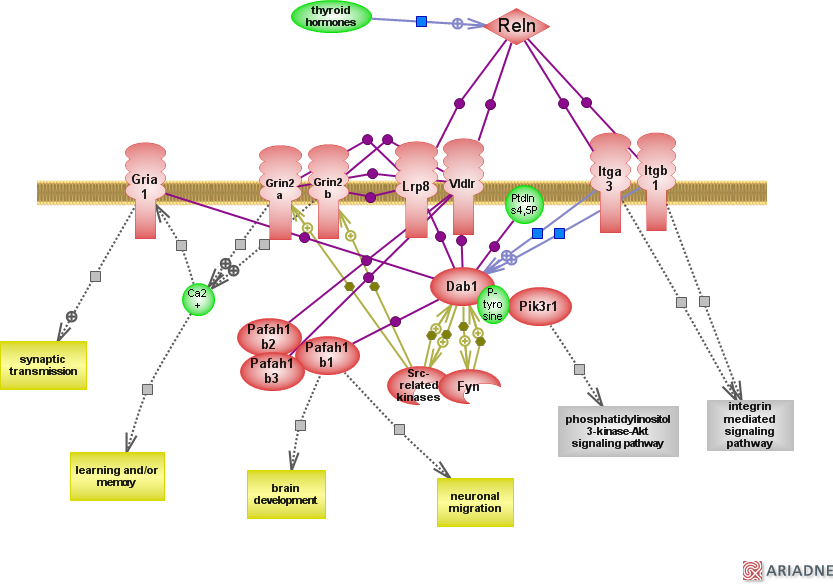 thyroid
hormones
Reln
Gria
1
Grin2
a
Grin2
b
Lrp8
Vldlr
Itga
3
Itgb
1
PtdIn
s4,5P
Ca2
+
Dab1
P-
tyro
sine
Pik3r1
Pafah1
b2
Pafah1
b3
Pafah1
b1
Src-
related
kinases
Fyn
synaptic
transmission
learning and/or
memory
brain
development
neuronal
migration
phosphatidylinositol
3-kinase-Akt
signaling pathway
integrin
mediated
signaling
pathway
ARIADNE